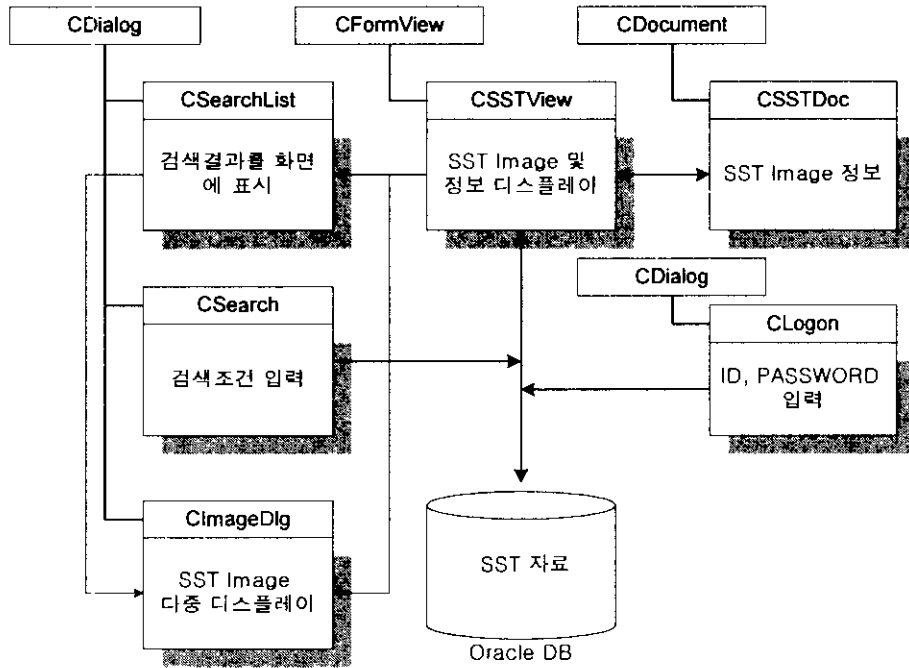 CDialog
CFormView
CDocument
CSearchList
검색결과를 화면
에 표시
CSSTView
SST Image 및
정보 디스플레이
CSSTDoc
SST Image 정보
CSearch
검색조건 입력
CDialog
CLogon
ID, PASSWORD
입력
CImageDlg
SST Image
다중 디스플레이
SST 자료
Oracle DB